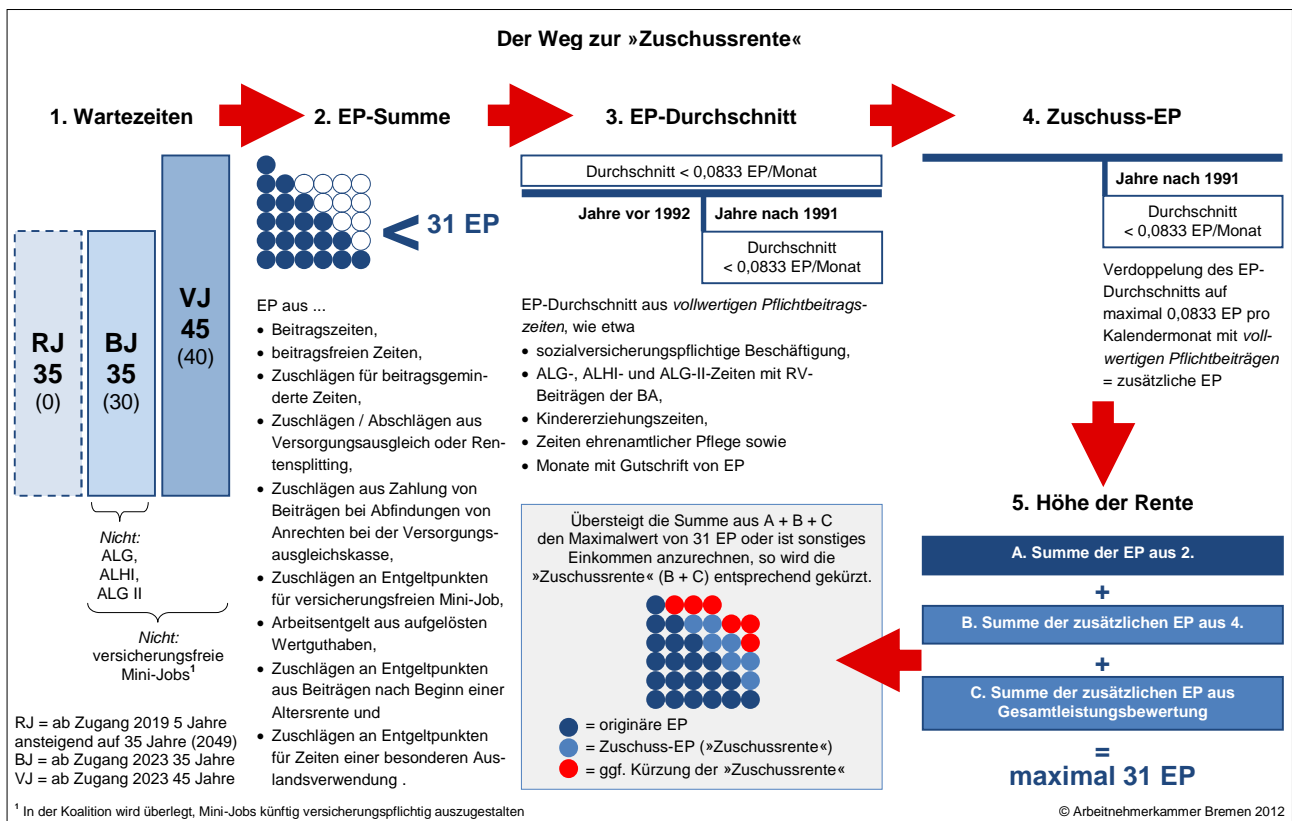 Der Weg zur »Zuschussrente«
1. Wartezeiten
2. EP-Summe
3. EP-Durchschnitt
4. Zuschuss-EP
RJ
35
(0)
BJ
35
(30)
VJ
45
(40)
Nicht:
ALG,
ALHI,
ALG II
Nicht:
versicherungsfreie
Mini-Jobs¹
RJ = ab Zugang 2019 5 Jahre
ansteigend auf 35 Jahre (2049)
BJ = ab Zugang 2023 35 Jahre
VJ = ab Zugang 2023 45 Jahre
< 31 EP
EP aus ...
• Beitragszeiten,
• beitragsfreien Zeiten,
• Zuschlägen für beitragsgemin-
derte Zeiten,
• Zuschlägen / Abschlägen aus
Versorgungsausgleich oder Ren-
tensplitting,
• Zuschlägen aus Zahlung von
Beiträgen bei Abfindungen von
Anrechten bei der Versorgungs-
ausgleichskasse,
• Zuschlägen an Entgeltpunkten
für versicherungsfreien Mini-Job,
• Arbeitsentgelt aus aufgelösten
Wertguthaben,
• Zuschlägen an Entgeltpunkten
aus Beiträgen nach Beginn einer
Altersrente und
• Zuschlägen an Entgeltpunkten
für Zeiten einer besonderen Aus-
landsverwendung .
Durchschnitt < 0,0833 EP/Monat
Jahre vor 1992
Jahre nach 1991
Durchschnitt
< 0,0833 EP/Monat
EP-Durchschnitt aus vollwertigen Pflichtbeitrags-
zeiten, wie etwa
• sozialversicherungspflichtige Beschäftigung,
• ALG-, ALHI- und ALG-II-Zeiten mit RV-
Beiträgen der BA,
• Kindererziehungszeiten,
• Zeiten ehrenamtlicher Pflege sowie
• Monate mit Gutschrift von EP
Jahre nach 1991
Durchschnitt
< 0,0833 EP/Monat
Verdoppelung des EP-
Durchschnitts auf
maximal 0,0833 EP pro
Kalendermonat mit voll-
wertigen Pflichtbeiträgen
= zusätzliche EP
5. Höhe der Rente
A. Summe der EP aus 2.
+
B. Summe der zusätzlichen EP aus 4.
+
C. Summe der zusätzlichen EP aus
Gesamtleistungsbewertung
=
maximal 31 EP
Übersteigt die Summe aus A + B + C
den Maximalwert von 31 EP oder ist sonstiges
Einkommen anzurechnen, so wird die
»Zuschussrente« (B + C) entsprechend gekürzt.
= originäre EP
= Zuschuss-EP (»Zuschussrente«)
= ggf. Kürzung der »Zuschussrente«
¹ In der Koalition wird überlegt, Mini-Jobs künftig versicherungspflichtig auszugestalten
© Arbeitnehmerkammer Bremen 2012